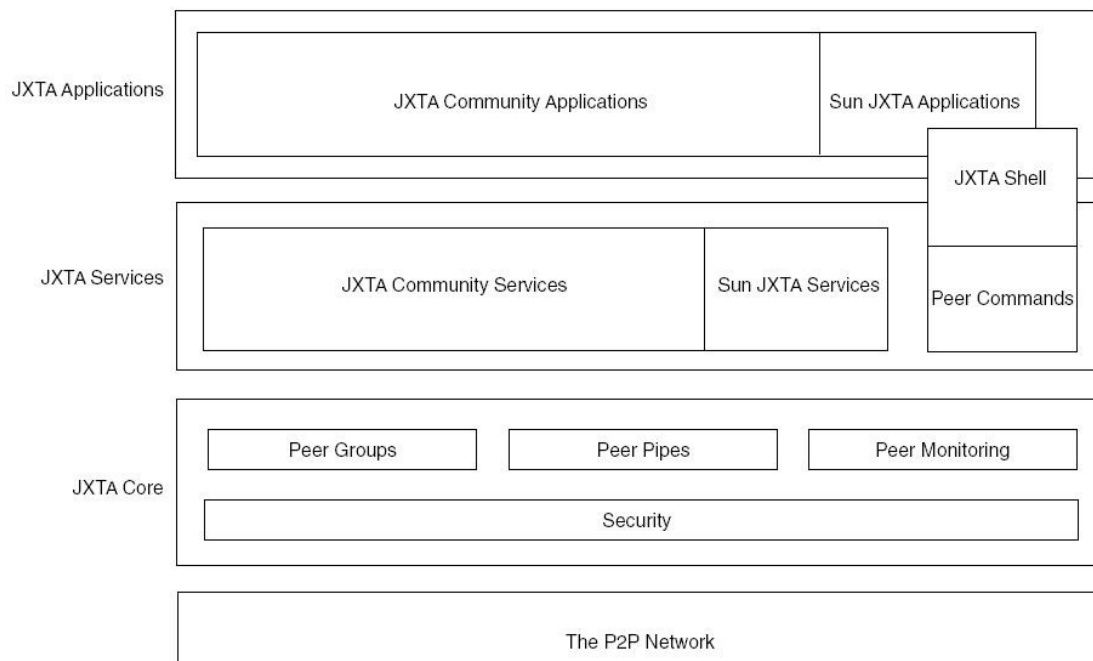 JXTA Applications
JXTA Community Applications
Sun JXTA Applications
JXTA Shell
JXTA Services
JXTA Community Services
Sun JXTA Services
Peer Commands
JXTA Core
Peer Groups
Peer Pipes
Peer Monitoring
Security
The P2P Network